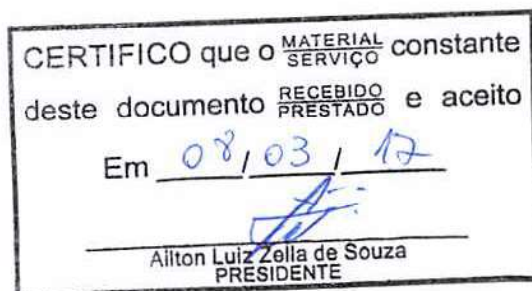 CERTIFICO que o MATERIAL/SERVIÇO constante
deste documento RECEBIDO/PRESTADO e aceito
Em 08/03/17
Ailton Luiz Zella de Souza
PRESIDENTE